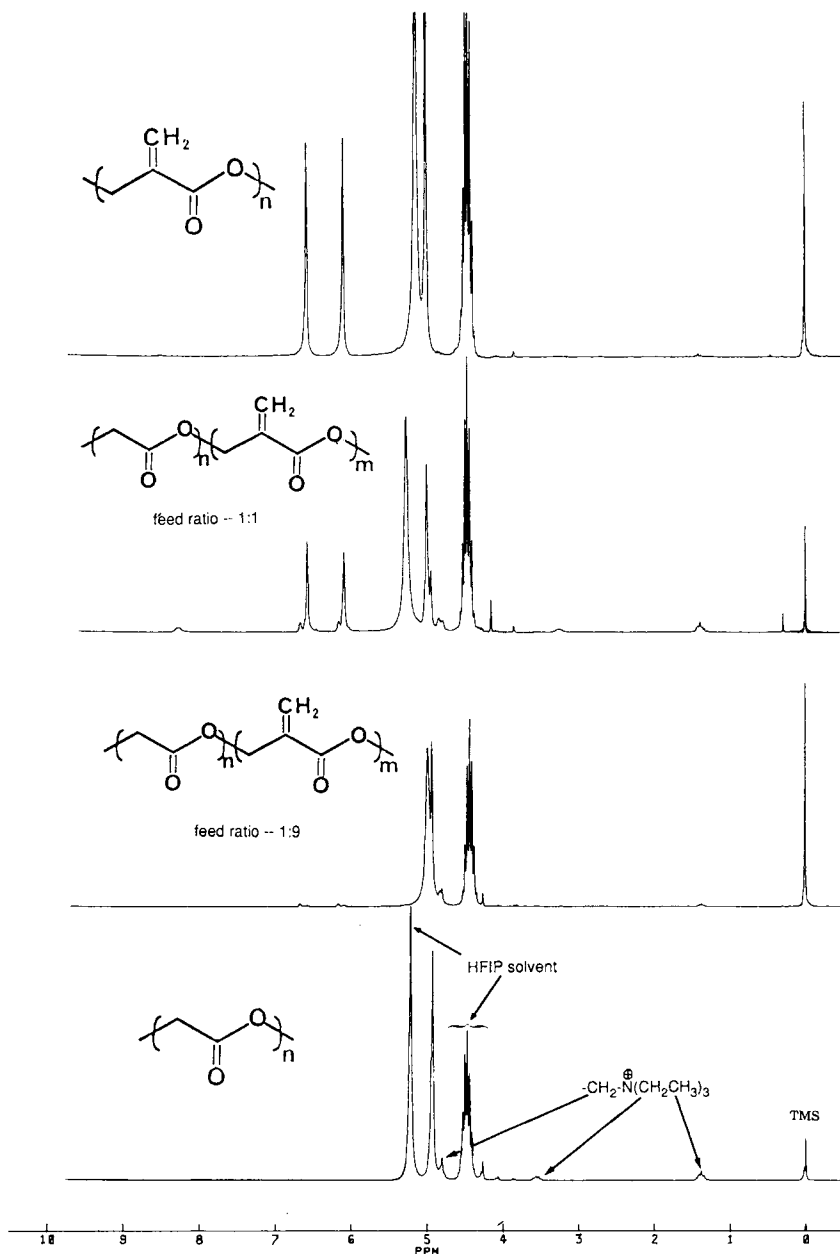 CH2
O
O
n
CH2
O
O
O
O
n
m
feed ratio -- 1:1
CH2
O
O
O
O
n
m
feed ratio -- 1:9
HFIP solvent
O
O
n
⊕
-CH2-N(CH2CH3)3
TMS
10 9 8 7 6 5 4 3 2 1 0
PPM